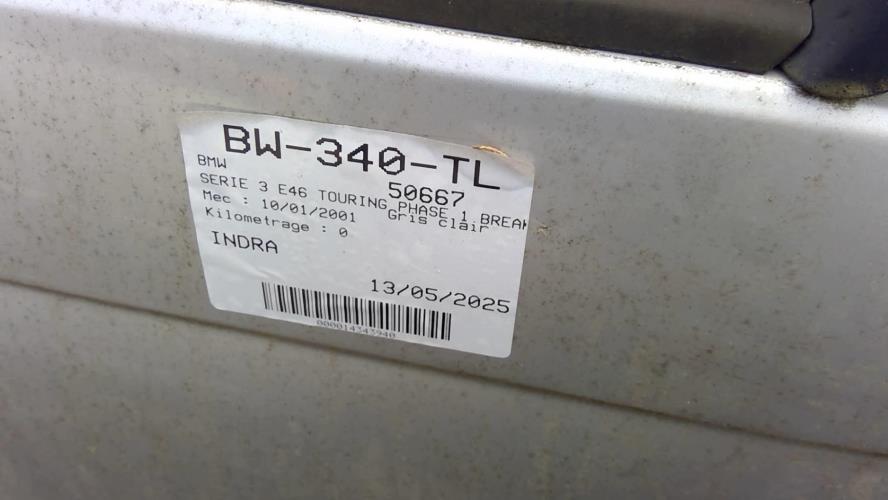 BW-340-TL
BMW 50667
SERIE 3 E46 TOURING PHASE 1 BREAK
Mec : 10/01/2001 Gris clair
Kilometrage : 0
INDRA
13/05/2025
000014343940